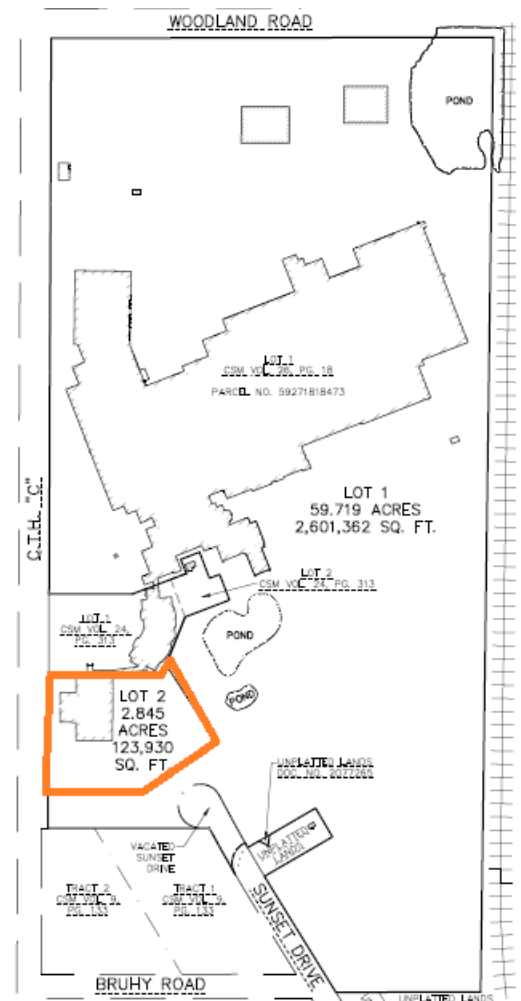 WOODLAND ROAD
POND
LOT 1
CSM VOL. 26, PG. 18
PARCEL NO. 59271818473
LOT 1
59.719 ACRES
2,601,362 SQ. FT.
C.T.H. "C"
LOT 2
CSM VOL. 24, PG. 313
LOT 1
CSM VOL. 24,
PG. 313
POND
LOT 2
2.845
ACRES
123,930
SQ. FT.
POND
UNPLATTED LANDS
DOC. NO. 2077265
VACATED
SUNSET
DRIVE
UNPLATTED
LANDS
TRACT 2
CSM VOL. 9,
PG. 133
TRACT 1
CSM VOL. 9,
PG. 133
SUNSET DRIVE
BRUHY ROAD
UNPLATTED LANDS